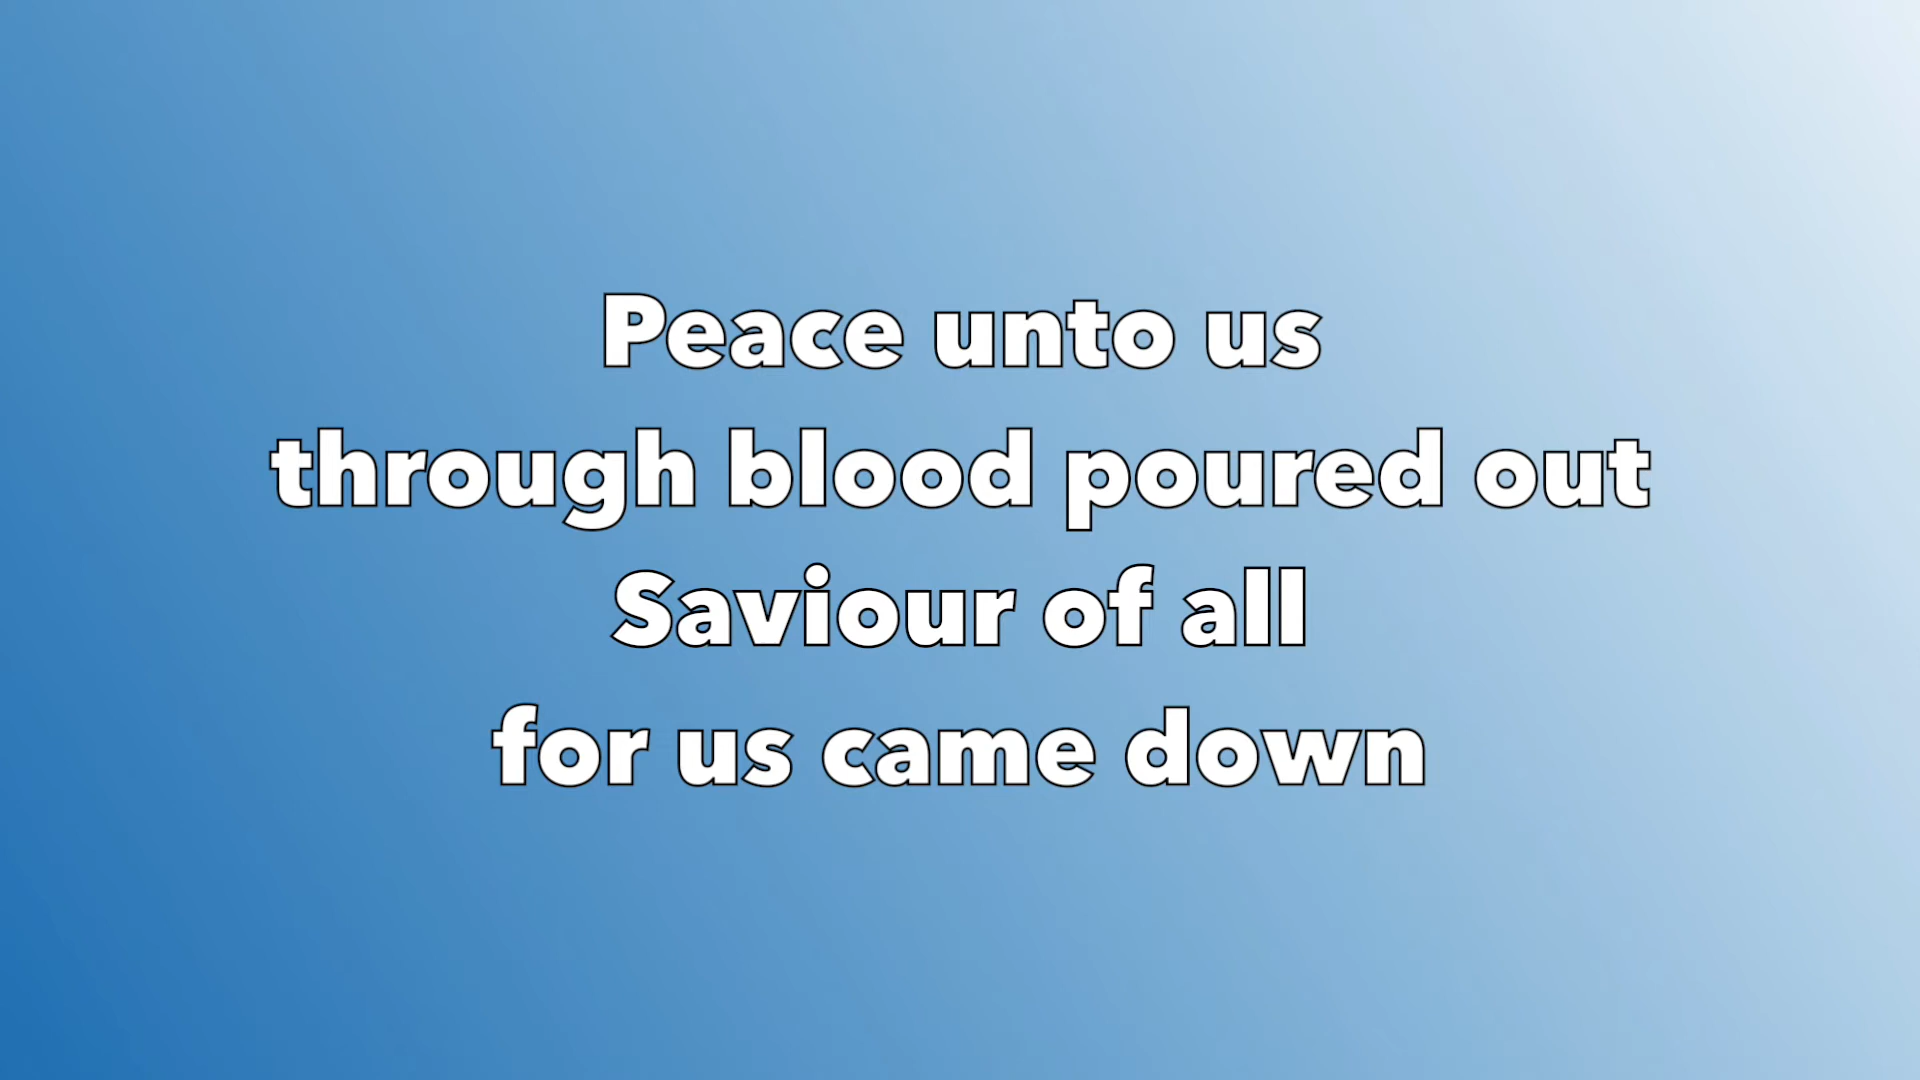 Peace unto us
through blood poured out
Saviour of all
for us came down